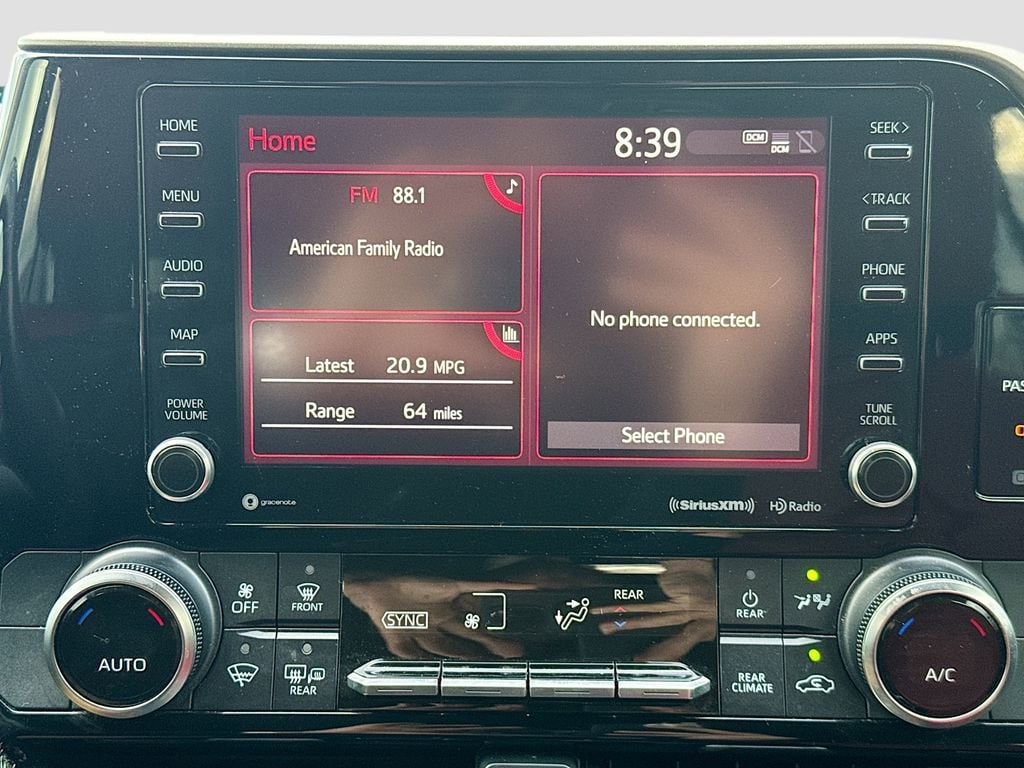 HOME
MENU
AUDIO
MAP
POWER
VOLUME
Home
8:39
DCM
DCM
FM 88.1
American Family Radio
Latest 20.9 MPG
Range 64 miles
No phone connected.
Select Phone
SEEK>
<TRACK
PHONE
APPS
TUNE
SCROLL
gracenote
((SiriusXM))
HD Radio
PAS
OFF
FRONT
REAR
AUTO
SYNC
REAR
REAR
REAR
CLIMATE
A/C